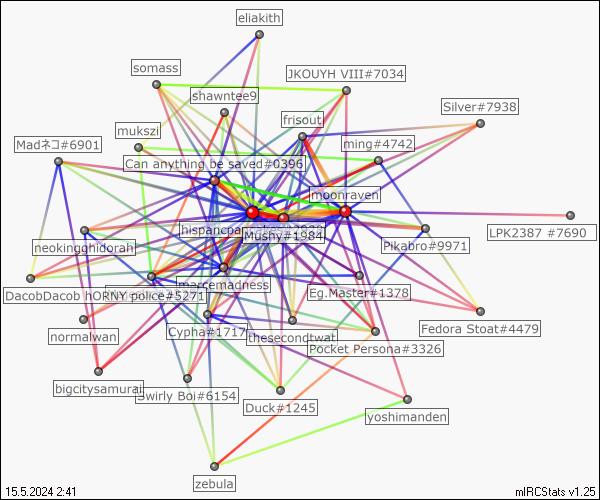 eliakith
somass
JKOUYH VIII#7034
shawntee9
Silver#7938
frisout
mukszi
ming#4742
Madネコ#6901
Can anything be saved#0396
moonraven
hispancpa
Mushy#1984
LPK2387 #7690
neokingghidorah
Pikabro#9971
marcemadness
DacobDacob hORNY police#5271
Eg.Master#1378
normalwan
Cypha#1717
thesecondtwat
Fedora Stoat#4479
Pocket Persona#3326
bigcitysamurai
Swirly Boi#6154
Duck#1245
yoshimanden
zebula
15.5.2024 2:41
mIRCStats v1.25